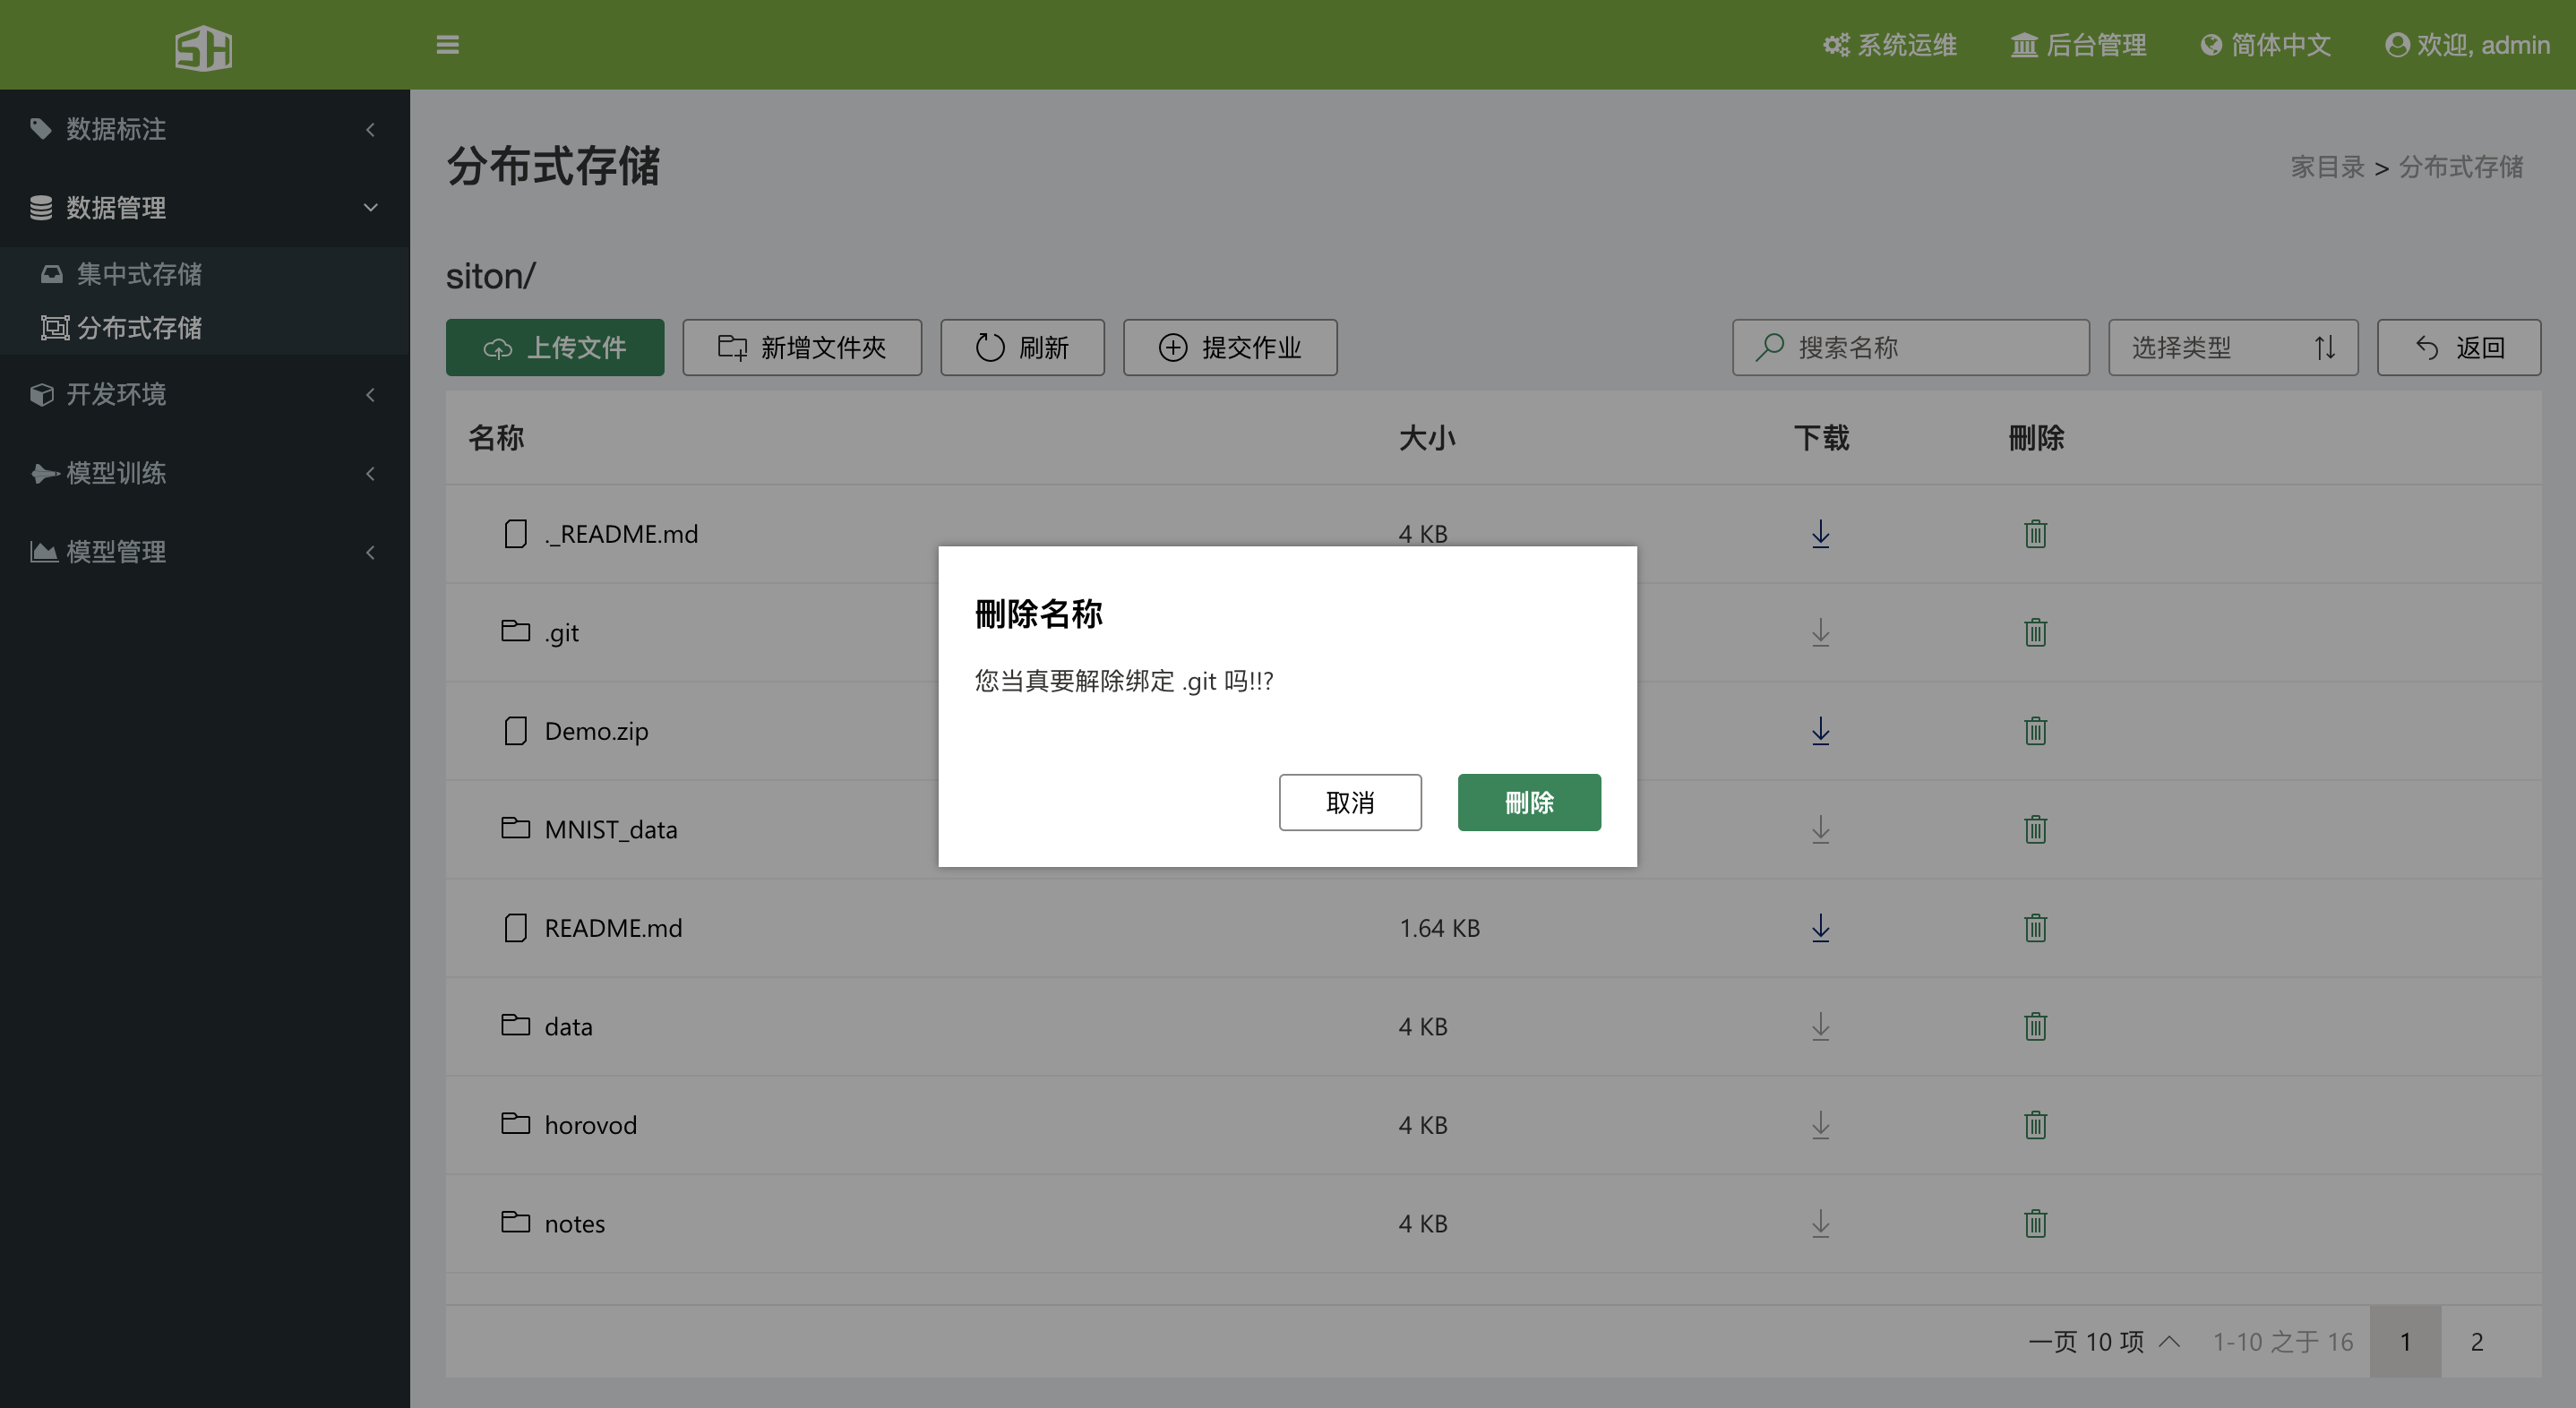 SH
系统运维
后台管理
简体中文
欢迎, admin
数据标注
数据管理
集中式存储
分布式存储
开发环境
模型训练
模型管理
分布式存储
家目录 > 分布式存储
siton/
上传文件
新增文件夾
刷新
提交作业
搜索名称
选择类型
返回
名称 大小 下载 刪除
._README.md 4 KB
.git
Demo.zip
MNIST_data
README.md 1.64 KB
data 4 KB
horovod 4 KB
notes 4 KB
刪除名称
您当真要解除绑定 .git 吗!!?
取消
刪除
一页 10 项 1-10 之于 16 1 2